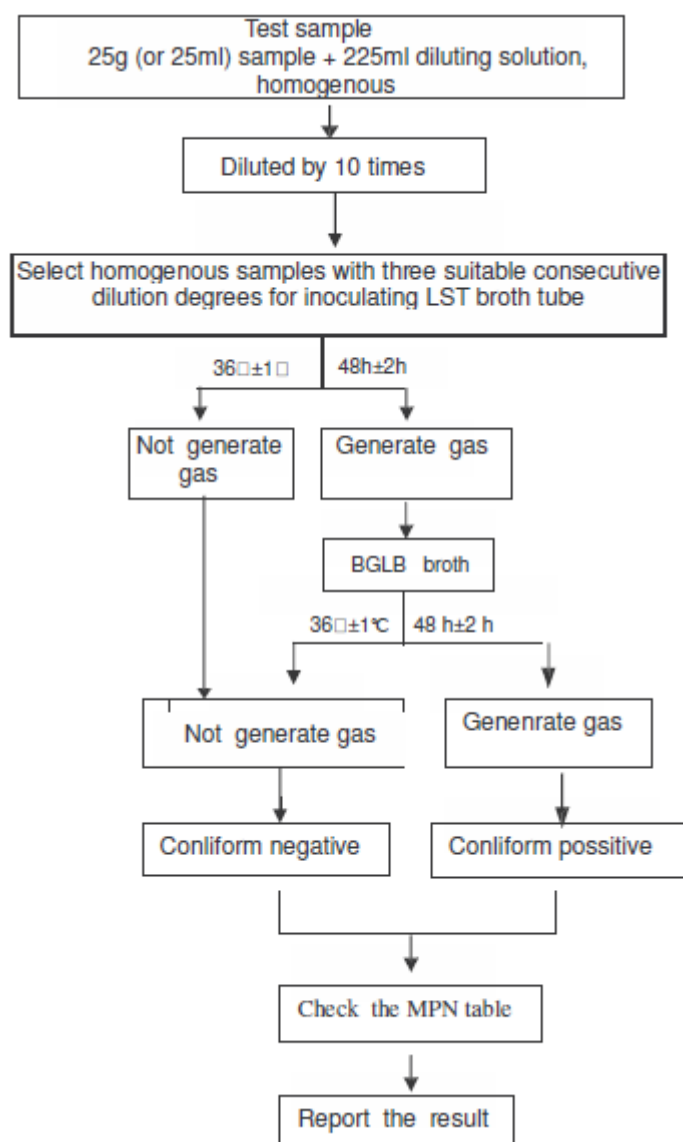 Test sample
25g (or 25ml) sample + 225ml diluting solution,
homogenous
Diluted by 10 times
Select homogenous samples with three suitable consecutive
dilution degrees for inoculating LST broth tube
36□±1□ 48h±2h
Not generate
gas
Generate gas
BGLB broth
36□±1℃ 48 h±2 h
Not generate gas
Genenrate gas
Conliform negative
Conliform possitive
Check the MPN table
Report the result